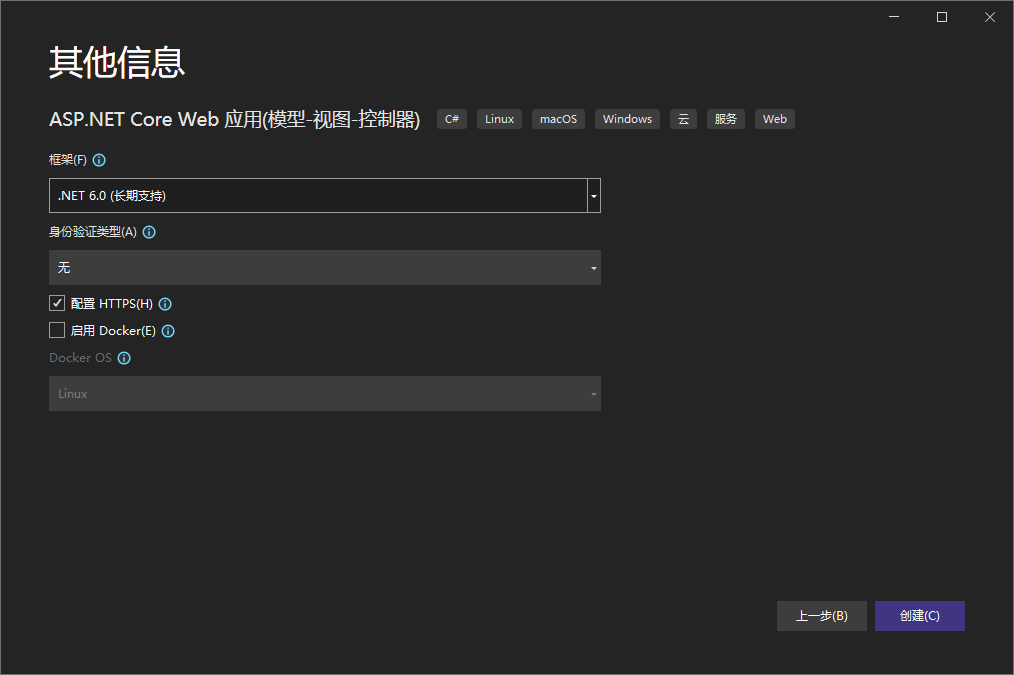 其他信息
ASP.NET Core Web 应用(模型-视图-控制器) C# Linux macOS Windows 云 服务 Web
框架(F)
.NET 6.0 (长期支持)
身份验证类型(A)
无
配置 HTTPS(H)
启用 Docker(E)
Docker OS
Linux
上一步(B) 创建(C)